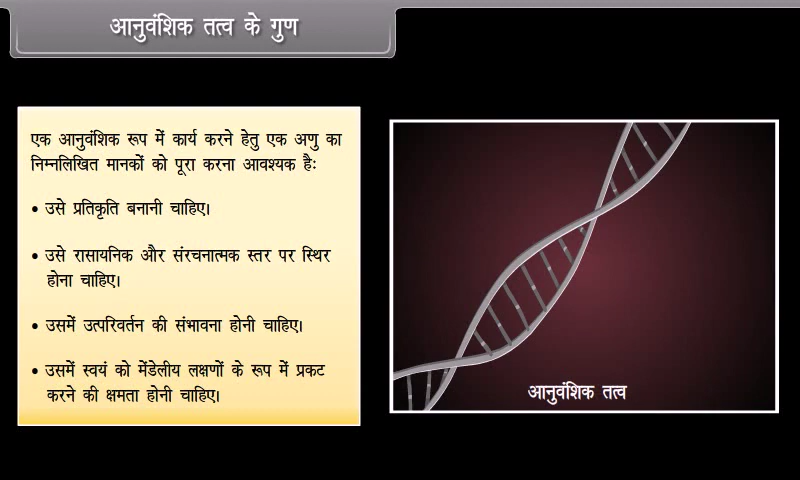 आनुवंशिक तत्व के गुण
एक आनुवंशिक रूप में कार्य करने हेतु एक अणु का
निम्नलिखित मानकों को पूरा करना आवश्यक हैः
• उसे प्रतिकृति बनानी चाहिए।
• उसे रासायनिक और संरचनात्मक स्तर पर स्थिर
होना चाहिए।
• उसमें उत्परिवर्तन की संभावना होनी चाहिए।
• उसमें स्वयं को मेंडेलीय लक्षणों के रूप में प्रकट
करने की क्षमता होनी चाहिए।
आनुवंशिक तत्व